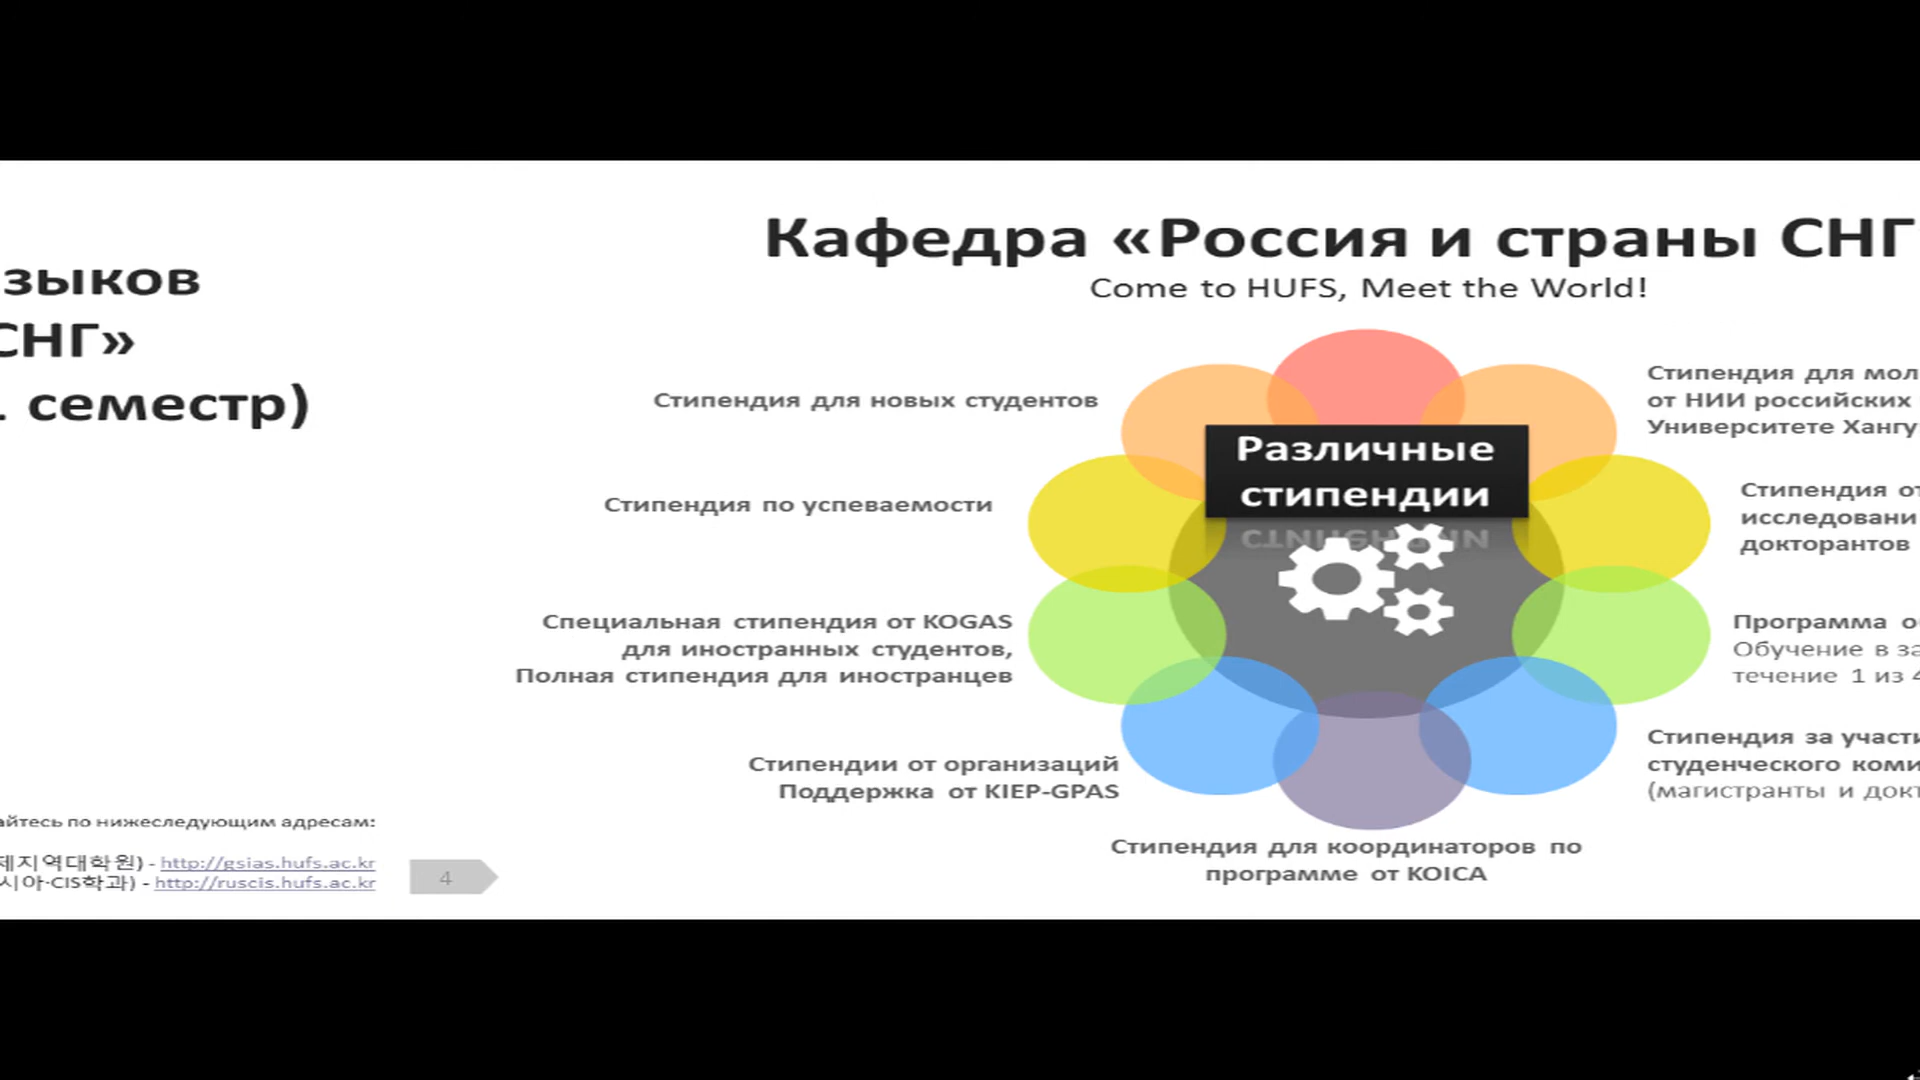 зыков
СНГ»
семестр)
айтесь по нижеследующим адресам:
제지역대학원) - http://gsias.hufs.ac.kr
시아·CIS학과) - http://ruscis.hufs.ac.kr
4
Кафедра «Россия и страны СНГ
Come to HUFS, Meet the World!
Различные
стипендии
Стипендия для новых студентов
Стипендия по успеваемости
Специальная стипендия от KOGAS
для иностранных студентов,
Полная стипендия для иностранцев
Стипендии от организаций
Поддержка от KIEP-GPAS
Стипендия для координаторов по
программе от KOICA
Стипендия для мол
от НИИ российских
Университете Хангу
Стипендия от
исследовани
докторантов
Программа о
Обучение в за
течение 1 из 4
Стипендия за участи
студенческого коми
(магистранты и докт